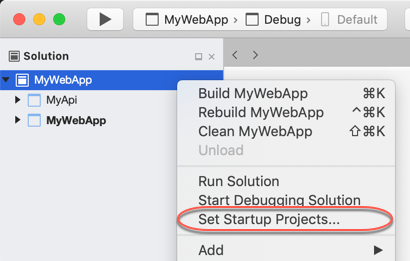 MyWebApp > Debug > Default
Solution
MyWebApp
MyApi
MyWebApp
Build MyWebApp ⌘K
Rebuild MyWebApp ^⌘K
Clean MyWebApp ⇧⌘K
Unload
Run Solution
Start Debugging Solution
Set Startup Projects...
Add